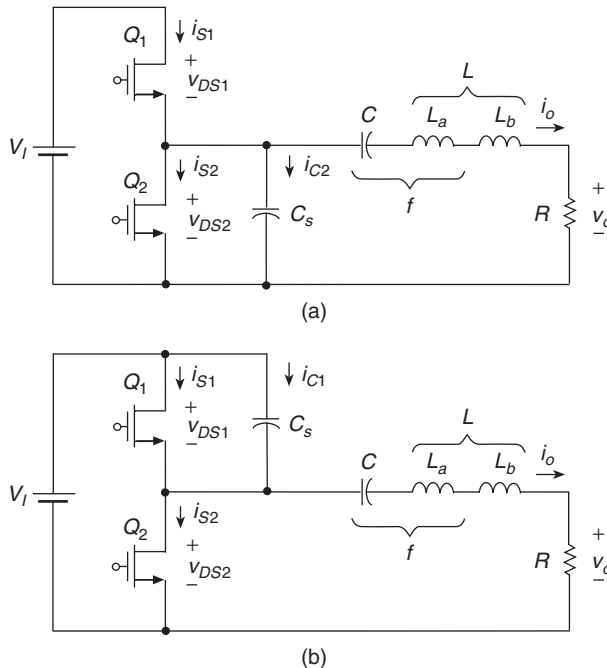 Q1
iS1
+
vDS1
−
L
C
La
Lb
io
VI
Q2
iS2
iC2
+
vDS2
−
Cs
f
R
+
vo
−
(a)
Q1
iS1
iC1
+
vDS1
−
Cs
L
C
La
Lb
io
VI
Q2
iS2
+
vDS2
−
f
R
+
vo
−
(b)